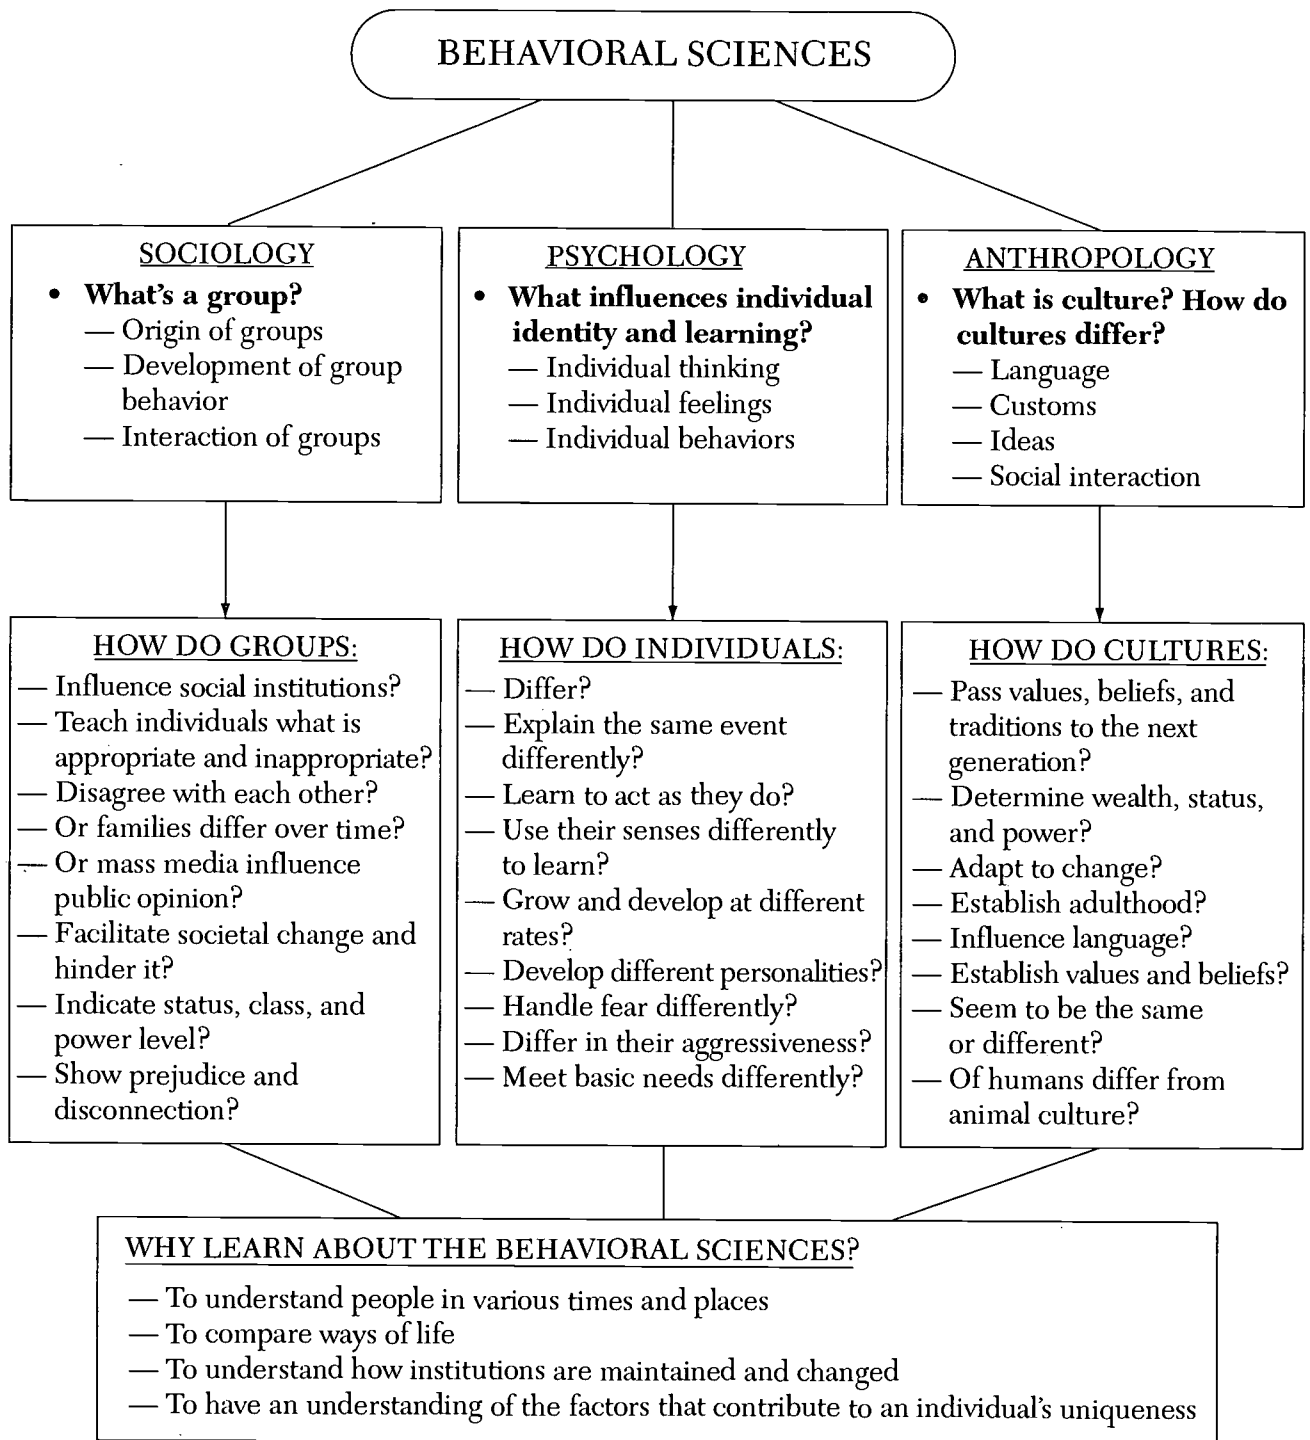 BEHAVIORAL SCIENCES
SOCIOLOGY
• What's a group?
— Origin of groups
— Development of group
behavior
— Interaction of groups
PSYCHOLOGY
• What influences individual
identity and learning?
— Individual thinking
— Individual feelings
— Individual behaviors
ANTHROPOLOGY
• What is culture? How do
cultures differ?
— Language
— Customs
— Ideas
— Social interaction
HOW DO GROUPS:
— Influence social institutions?
— Teach individuals what is
appropriate and inappropriate?
— Disagree with each other?
— Or families differ over time?
— Or mass media influence
public opinion?
— Facilitate societal change and
hinder it?
— Indicate status, class, and
power level?
— Show prejudice and
disconnection?
HOW DO INDIVIDUALS:
— Differ?
— Explain the same event
differently?
— Learn to act as they do?
— Use their senses differently
to learn?
— Grow and develop at different
rates?
— Develop different personalities?
— Handle fear differently?
— Differ in their aggressiveness?
— Meet basic needs differently?
HOW DO CULTURES:
— Pass values, beliefs, and
traditions to the next
generation?
— Determine wealth, status,
and power?
— Adapt to change?
— Establish adulthood?
— Influence language?
— Establish values and beliefs?
— Seem to be the same
or different?
— Of humans differ from
animal culture?
WHY LEARN ABOUT THE BEHAVIORAL SCIENCES?
— To understand people in various times and places
— To compare ways of life
— To understand how institutions are maintained and changed
— To have an understanding of the factors that contribute to an individual's uniqueness